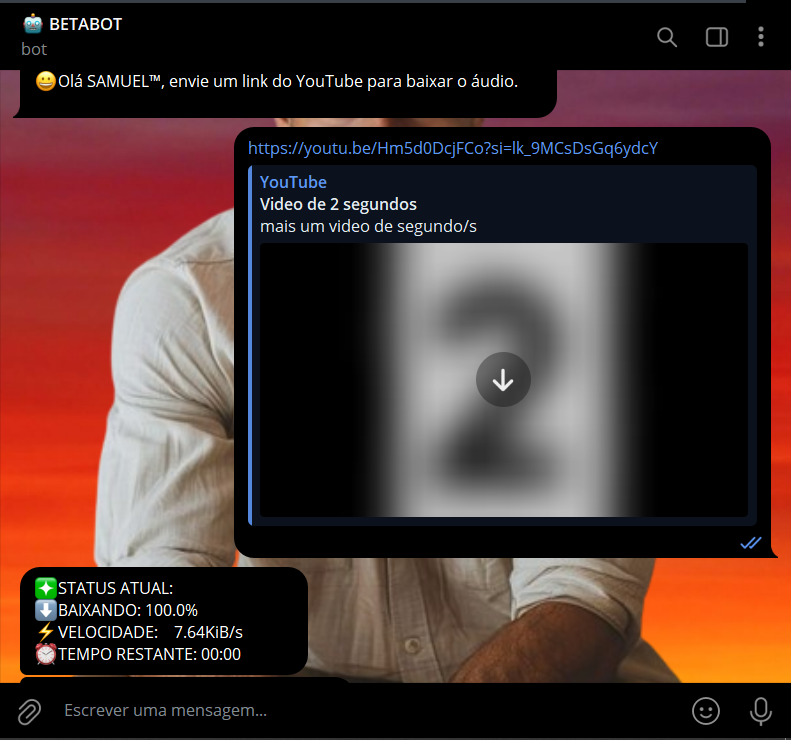 🤖 BETABOT
bot
😀Olá SAMUEL™, envie um link do YouTube para baixar o áudio.
https://youtu.be/Hm5d0DcjFCo?si=lk_9MCsDsGq6ydcY
YouTube
Video de 2 segundos
mais um video de segundo/s
2
❇️STATUS ATUAL:
⬇️BAIXANDO: 100.0%
⚡VELOCIDADE:    7.64KiB/s
⏰TEMPO RESTANTE: 00:00
Escrever uma mensagem...